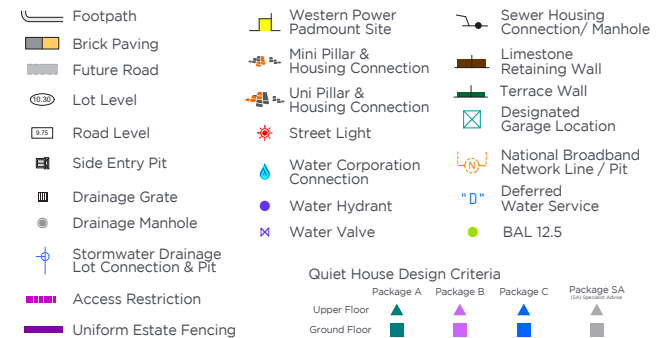 Footpath
Brick Paving
Future Road
10.30 Lot Level
9.75 Road Level
Side Entry Pit
Drainage Grate
Drainage Manhole
Stormwater Drainage
Lot Connection & Pit
Access Restriction
Uniform Estate Fencing
Western Power
Padmount Site
Mini Pillar &
Housing Connection
Uni Pillar &
Housing Connection
Street Light
Water Corporation
Connection
Water Hydrant
Water Valve
Sewer Housing
Connection/ Manhole
Limestone
Retaining Wall
Terrace Wall
Designated
Garage Location
National Broadband
N Network Line / Pit
"D" Deferred
Water Service
BAL 12.5
Quiet House Design Criteria
Package A Package B Package C Package SA
(SA) Specialist Advise
Upper Floor
Ground Floor